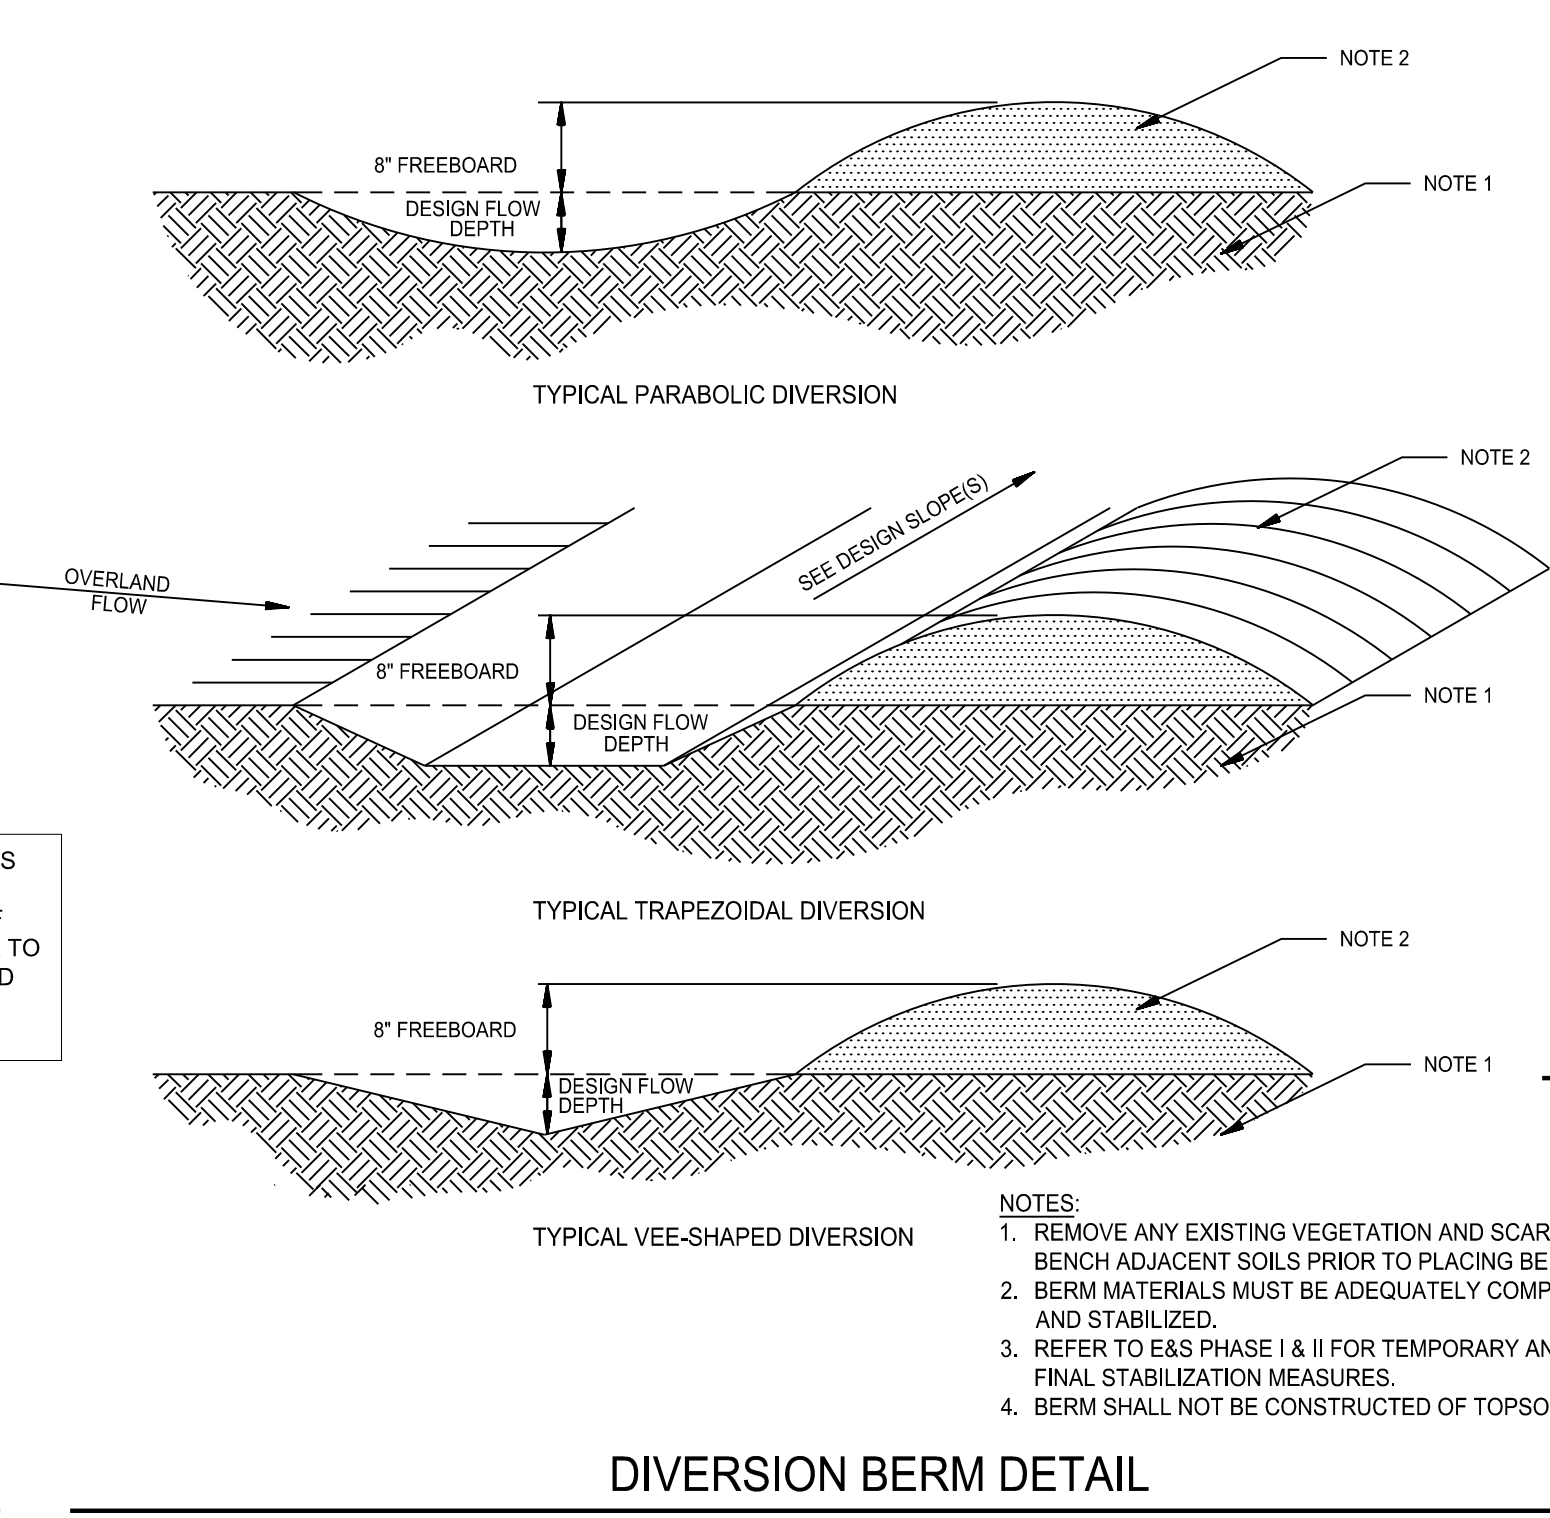 NOTE 2
8" FREEBOARD
NOTE 1
DESIGN FLOW
DEPTH
TYPICAL PARABOLIC DIVERSION
NOTE 2
SEE DESIGN SLOPE(S)
OVERLAND
FLOW
8" FREEBOARD
NOTE 1
DESIGN FLOW
DEPTH
S
TO
D
TYPICAL TRAPEZOIDAL DIVERSION
NOTE 2
8" FREEBOARD
NOTE 1
DESIGN FLOW
DEPTH
TYPICAL VEE-SHAPED DIVERSION
NOTES:
1. REMOVE ANY EXISTING VEGETATION AND SCAR
BENCH ADJACENT SOILS PRIOR TO PLACING BE
2. BERM MATERIALS MUST BE ADEQUATELY COMP
AND STABILIZED.
3. REFER TO E&S PHASE I & II FOR TEMPORARY AN
FINAL STABILIZATION MEASURES.
4. BERM SHALL NOT BE CONSTRUCTED OF TOPSO
DIVERSION BERM DETAIL